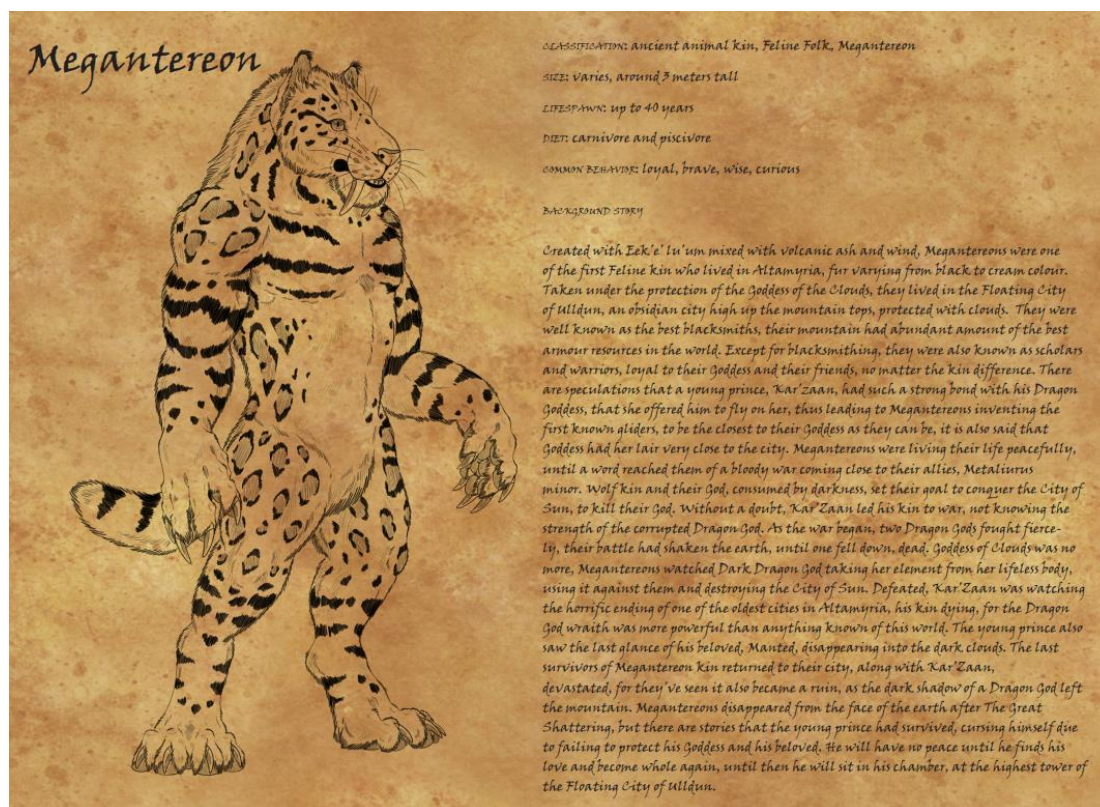 Megantereon
CLASSIFICATION: ancient animal kin, Feline Folk, Megantereon
SIZE: varies, around 3 meters tall
LIFESPAWN: up to 40 years
DIET: carnivore and piscivore
COMMON BEHAVIOR: loyal, brave, wise, curious
BACKGROUND STORY
Created with Eek'e' lu'um mixed with volcanic ash and wind, Megantereons were one
of the first Feline kin who lived in Altamyria, fur varying from black to cream colour.
Taken under the protection of the Goddess of the Clouds, they lived in the Floating City
of Ulldun, an obsidian city high up the mountain tops, protected with clouds. They were
well known as the best blacksmiths, their mountain had abundant amount of the best
armour resources in the world. Except for blacksmithing, they were also known as scholars
and warriors, loyal to their Goddess and their friends, no matter the kin difference. There
are speculations that a young prince, Kar'zaan, had such a strong bond with his Dragon
Goddess, that she offered him to fly on her, thus leading to Megantereons inventing the
first known gliders, to be the closest to their Goddess as they can be, it is also said that
Goddess had her lair very close to the city. Megantereons were living their life peacefully,
until a word reached them of a bloody war coming close to their allies, Metaliurus
minor. Wolf kin and their God, consumed by darkness, set their goal to conquer the City of
Sun, to kill their God. Without a doubt, Kar'Zaan led his kin to war, not knowing the
strength of the corrupted Dragon God. As the war began, two Dragon Gods fought fierce-
ly, their battle had shaken the earth, until one fell down, dead. Goddess of Clouds was no
more, Megantereons watched Dark Dragon God taking her element from her lifeless body,
using it against them and destroying the City of Sun. Defeated, Kar'Zaan was watching
the horrific ending of one of the oldest cities in Altamyria, his kin dying, for the Dragon
God wraith was more powerful than anything known of this world. The young prince also
saw the last glance of his beloved, Manted, disappearing into the dark clouds. The last
survivors of Megantereon kin returned to their city, along with Kar'Zaan,
devastated, for they've seen it also became a ruin, as the dark shadow of a Dragon God left
the mountain. Megantereons disappeared from the face of the earth after The Great
Shattering, but there are stories that the young prince had survived, cursing himself due
to failing to protect his Goddess and his beloved. He will have no peace until he finds his
love and become whole again, until then he will sit in his chamber, at the highest tower of
the Floating City of Ulldun.